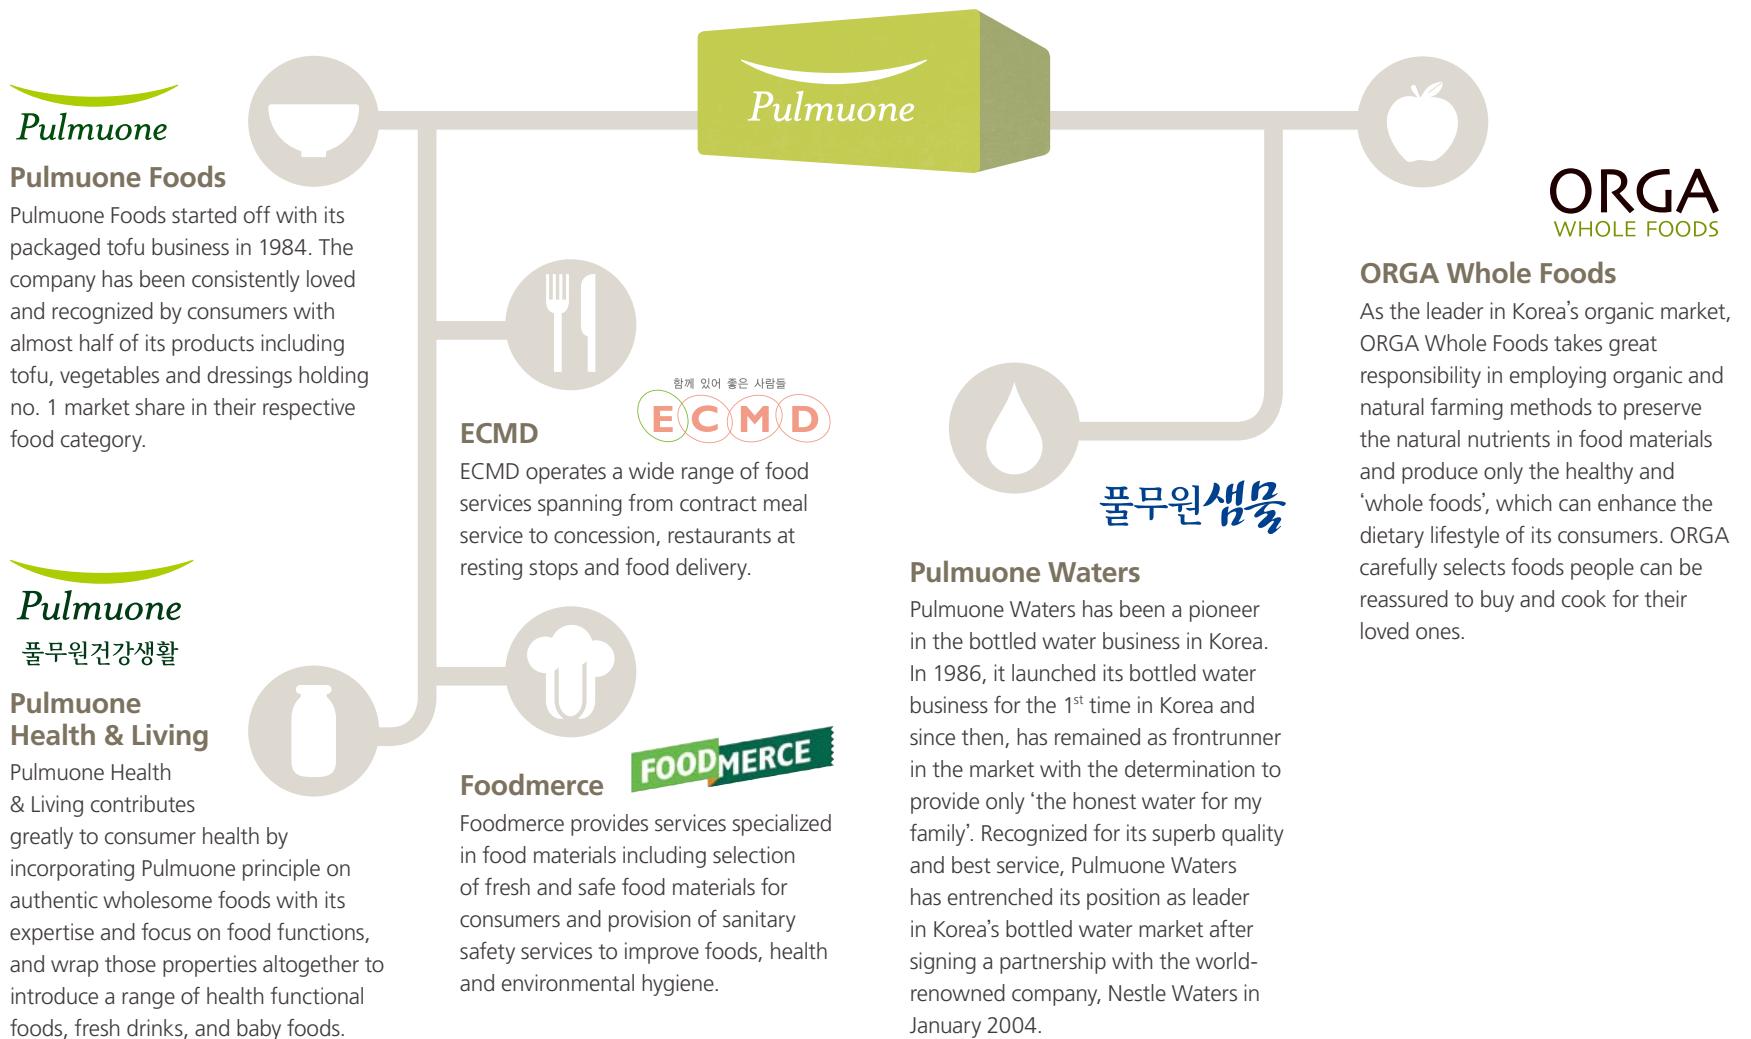 Pulmuone
Pulmuone
Pulmuone Foods
Pulmuone Foods started off with its
packaged tofu business in 1984. The
company has been consistently loved
and recognized by consumers with
almost half of its products including
tofu, vegetables and dressings holding
no. 1 market share in their respective
food category.
Pulmuone
풀무원건강생활
Pulmuone
Health & Living
Pulmuone Health
& Living contributes
greatly to consumer health by
incorporating Pulmuone principle on
authentic wholesome foods with its
expertise and focus on food functions,
and wrap those properties altogether to
introduce a range of health functional
foods, fresh drinks, and baby foods.
함께 있어 좋은 사람들
ECMD
ECMD
ECMD operates a wide range of food
services spanning from contract meal
service to concession, restaurants at
resting stops and food delivery.
FOODMERCE
Foodmerce
Foodmerce provides services specialized
in food materials including selection
of fresh and safe food materials for
consumers and provision of sanitary
safety services to improve foods, health
and environmental hygiene.
풀무원샘물
Pulmuone Waters
Pulmuone Waters has been a pioneer
in the bottled water business in Korea.
In 1986, it launched its bottled water
business for the 1st time in Korea and
since then, has remained as frontrunner
in the market with the determination to
provide only ‘the honest water for my
family’. Recognized for its superb quality
and best service, Pulmuone Waters
has entrenched its position as leader
in Korea’s bottled water market after
signing a partnership with the world-
renowned company, Nestle Waters in
January 2004.
ORGA
WHOLE FOODS
ORGA Whole Foods
As the leader in Korea’s organic market,
ORGA Whole Foods takes great
responsibility in employing organic and
natural farming methods to preserve
the natural nutrients in food materials
and produce only the healthy and
‘whole foods’, which can enhance the
dietary lifestyle of its consumers. ORGA
carefully selects foods people can be
reassured to buy and cook for their
loved ones.